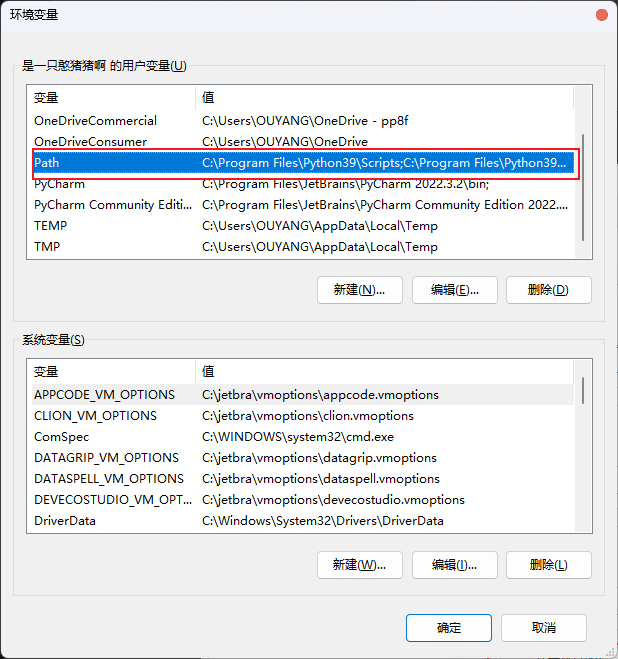 环境变量
是一只憨猪猪啊 的用户变量(U)
变量 值
OneDriveCommercial C:\Users\OUYANG\OneDrive - pp8f
OneDriveConsumer C:\Users\OUYANG\OneDrive
Path C:\Program Files\Python39\Scripts;C:\Program Files\Python39...
PyCharm C:\Program Files\JetBrains\PyCharm 2022.3.2\bin;
PyCharm Community Editi... C:\Program Files\JetBrains\PyCharm Community Edition 2022....
TEMP C:\Users\OUYANG\AppData\Local\Temp
TMP C:\Users\OUYANG\AppData\Local\Temp
新建(N)... 编辑(E)... 删除(D)
系统变量(S)
变量 值
APPCODE_VM_OPTIONS C:\jetbra\vmoptions\appcode.vmoptions
CLION_VM_OPTIONS C:\jetbra\vmoptions\clion.vmoptions
ComSpec C:\WINDOWS\system32\cmd.exe
DATAGRIP_VM_OPTIONS C:\jetbra\vmoptions\datagrip.vmoptions
DATASPELL_VM_OPTIONS C:\jetbra\vmoptions\dataspell.vmoptions
DEVECOSTUDIO_VM_OPT... C:\jetbra\vmoptions\devecostudio.vmoptions
DriverData C:\Windows\System32\Drivers\DriverData
新建(W)... 编辑(I)... 删除(L)
确定 取消